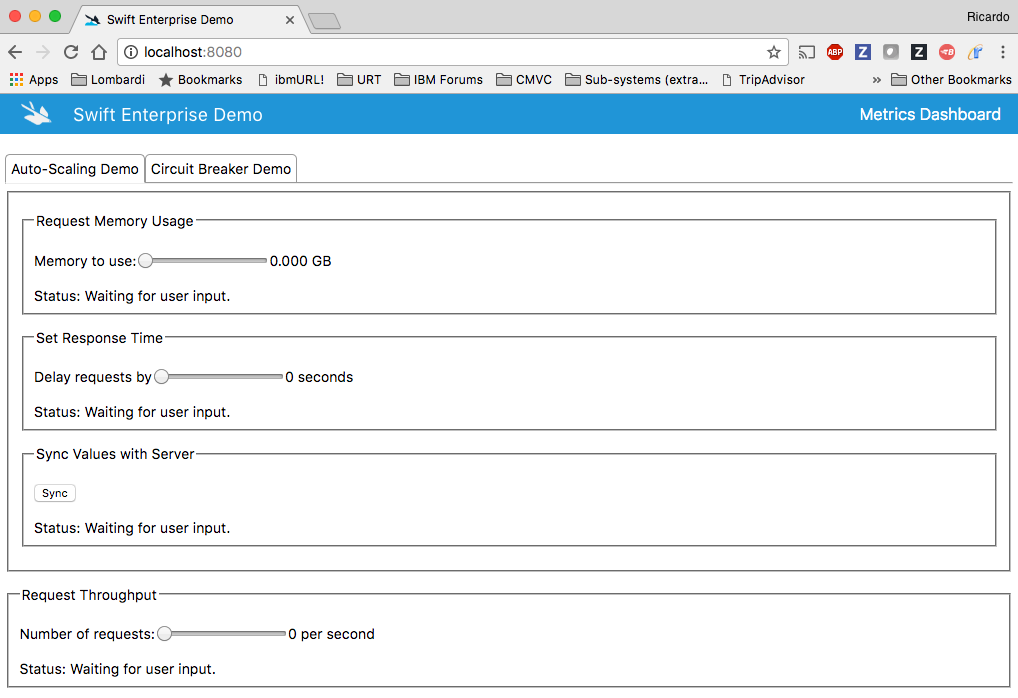 Swift Enterprise Demo
Ricardo
localhost:8080
ABP
Z
Z
Apps Lombardi Bookmarks ibmURL! URT IBM Forums CMVC Sub-systems (extra... TripAdvisor » Other Bookmarks
Swift Enterprise Demo Metrics Dashboard
Auto-Scaling Demo Circuit Breaker Demo
Request Memory Usage
Memory to use: 0.000 GB
Status: Waiting for user input.
Set Response Time
Delay requests by 0 seconds
Status: Waiting for user input.
Sync Values with Server
Sync
Status: Waiting for user input.
Request Throughput
Number of requests: 0 per second
Status: Waiting for user input.